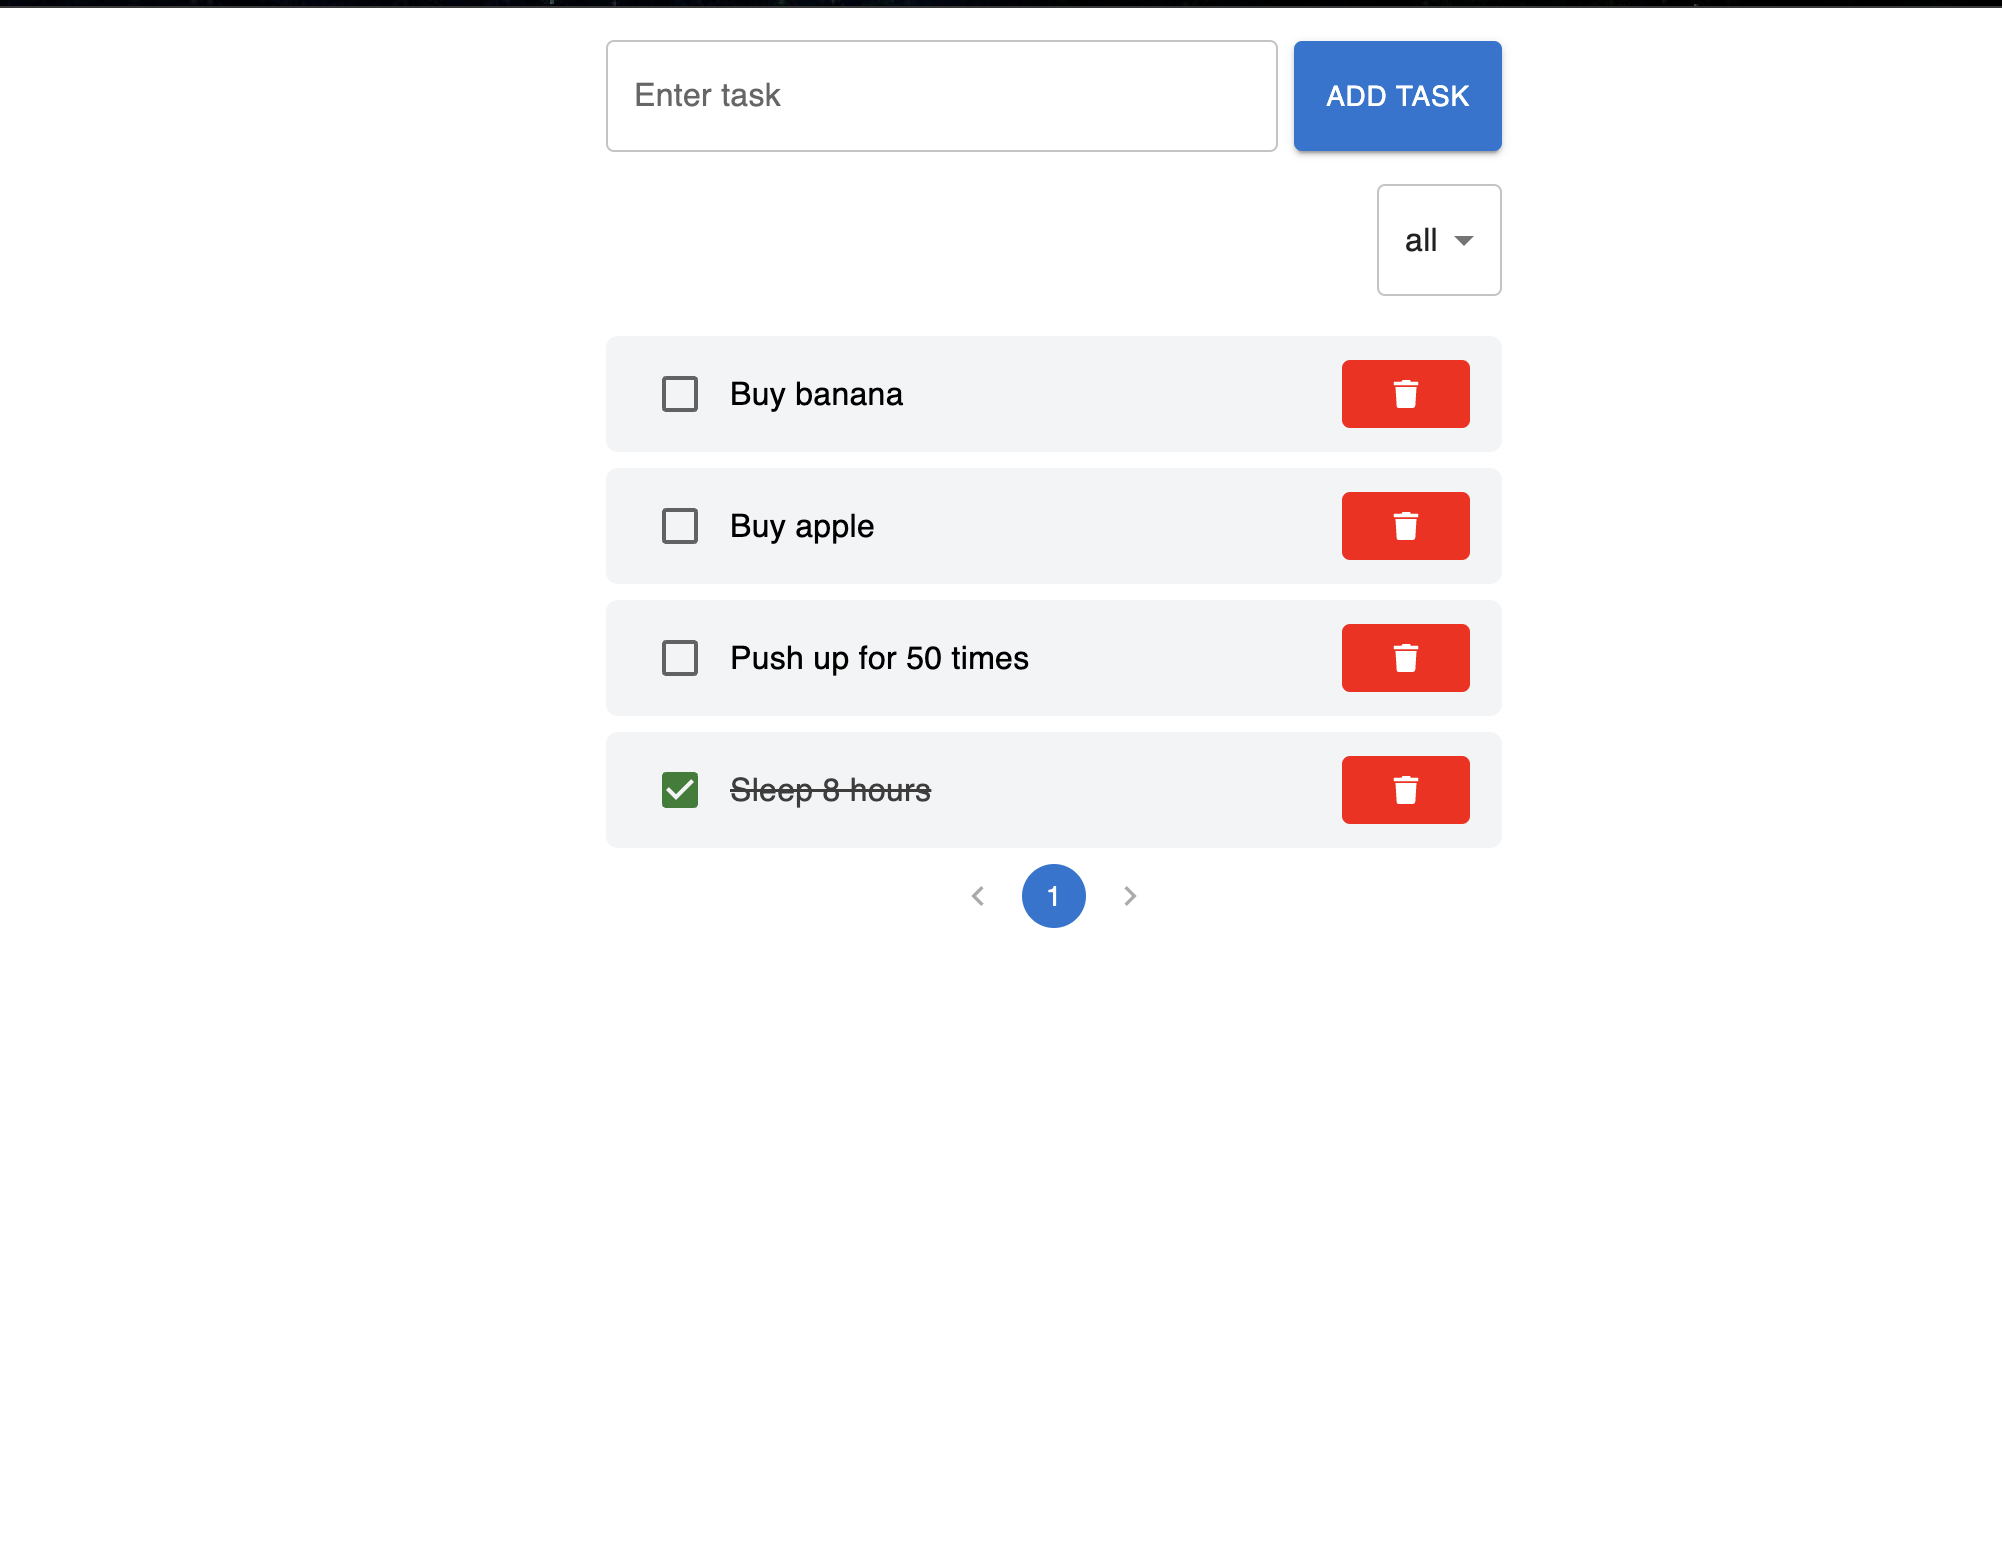 Enter task
ADD TASK
all
Buy banana
Buy apple
Push up for 50 times
Sleep 8 hours
1